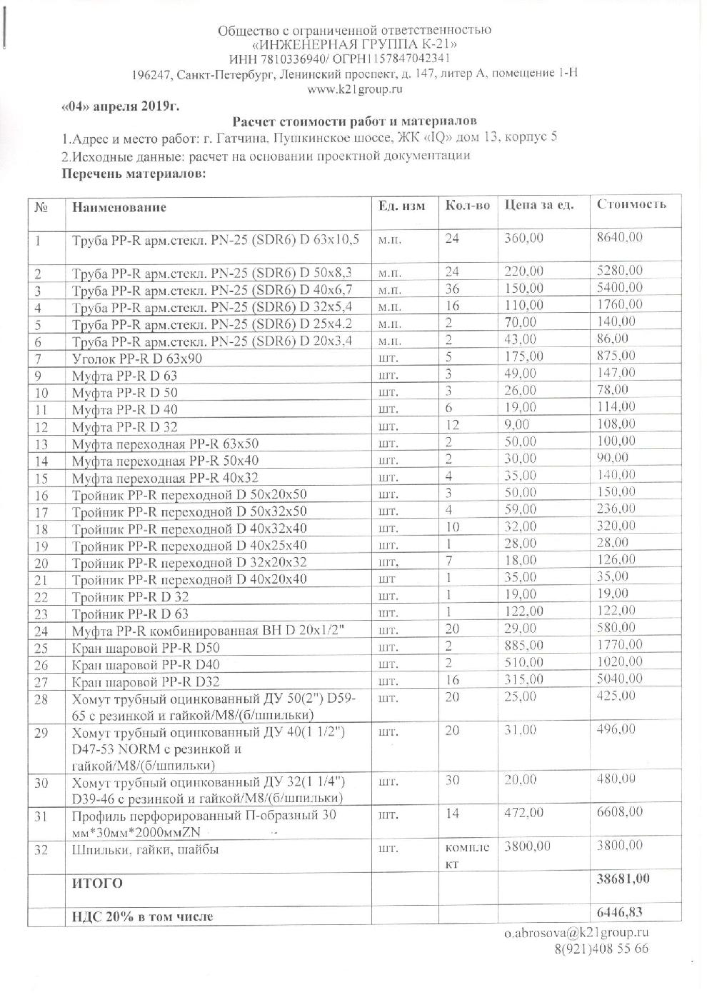 Общество с ограниченной ответственностью
«ИНЖЕНЕРНАЯ ГРУППА К-21»
ИНН 7810336940/ ОГРН1157847042341
196247, Санкт-Петербург, Ленинский проспект, д. 147, литер А, помещение 1-Н
www.k21group.ru
«04» апреля 2019г.
Расчет стоимости работ и материалов
1.Адрес и место работ: г. Гатчина, Пушкинское шоссе, ЖК «IQ» дом 13, корпус 5
2.Исходные данные: расчет на основании проектной документации
Перечень материалов:
№ Наименование Ед. изм Кол-во Цена за ед. Стоимость
1 Труба PP-R арм.стекл. PN-25 (SDR6) D 63х10,5 м.п. 24 360,00 8640,00
2 Труба PP-R арм.стекл. PN-25 (SDR6) D 50х8,3 м.п. 24 220,00 5280,00
3 Труба PP-R арм.стекл. PN-25 (SDR6) D 40х6,7 м.п. 36 150,00 5400,00
4 Труба PP-R арм.стекл. PN-25 (SDR6) D 32х5,4 м.п. 16 110,00 1760,00
5 Труба PP-R арм.стекл. PN-25 (SDR6) D 25х4.2 м.п. 2 70,00 140,00
6 Труба PP-R арм.стекл. PN-25 (SDR6) D 20х3,4 м.п. 2 43,00 86,00
7 Уголок PP-R D 63х90 шт. 5 175,00 875,00
9 Муфта PP-R D 63 шт. 3 49,00 147,00
10 Муфта PP-R D 50 шт. 3 26,00 78,00
11 Муфта PP-R D 40 шт. 6 19,00 114,00
12 Муфта PP-R D 32 шт. 12 9,00 108,00
13 Муфта переходная PP-R 63х50 шт. 2 50,00 100,00
14 Муфта переходная PP-R 50х40 шт. 2 30,00 90,00
15 Муфта переходная PP-R 40х32 шт. 4 35,00 140,00
16 Тройник PP-R переходной D 50х20х50 шт. 3 50,00 150,00
17 Тройник PP-R переходной D 50х32х50 шт. 4 59,00 236,00
18 Тройник PP-R переходной D 40х32х40 шт. 10 32,00 320,00
19 Тройник PP-R переходной D 40х25х40 шт. 1 28,00 28,00
20 Тройник PP-R переходной D 32х20х32 шт, 7 18,00 126,00
21 Тройник PP-R переходной D 40х20х40 шт 1 35,00 35,00
22 Тройник PP-R D 32 шт. 1 19,00 19,00
23 Тройник PP-R D 63 шт. 1 122,00 122,00
24 Муфта PP-R комбинированная ВН D 20х1/2" шт. 20 29,00 580,00
25 Кран шаровой PP-R D50 шт. 2 885,00 1770,00
26 Кран шаровой PP-R D40 шт. 2 510,00 1020,00
27 Кран шаровой PP-R D32 шт. 16 315,00 5040,00
28 Хомут трубный оцинкованный ДУ 50(2") D59- шт. 20 25,00 425,00
65 с резинкой и гайкой/М8/(б/шпильки)
29 Хомут трубный оцинкованный ДУ 40(1 1/2") шт. 20 31.00 496,00
D47-53 NORM с резинкой и
гайкой/М8/(б/шпильки)
30 Хомут трубный оцинкованный ДУ 32(1 1/4") шт. 30 20,00 480,00
D39-46 с резинкой и гайкой/М8/(б/шпильки)
31 Профиль перфорированный П-образный 30 шт. 14 472,00 6608,00
мм*30мм*2000ммZN
32 Шпильки, гайки, шайбы шт. компле 3800,00 3800,00
кт
ИТОГО 38681,00
НДС 20% в том числе 6446,83
o.abrosova@k21group.ru
8(921)408 55 66